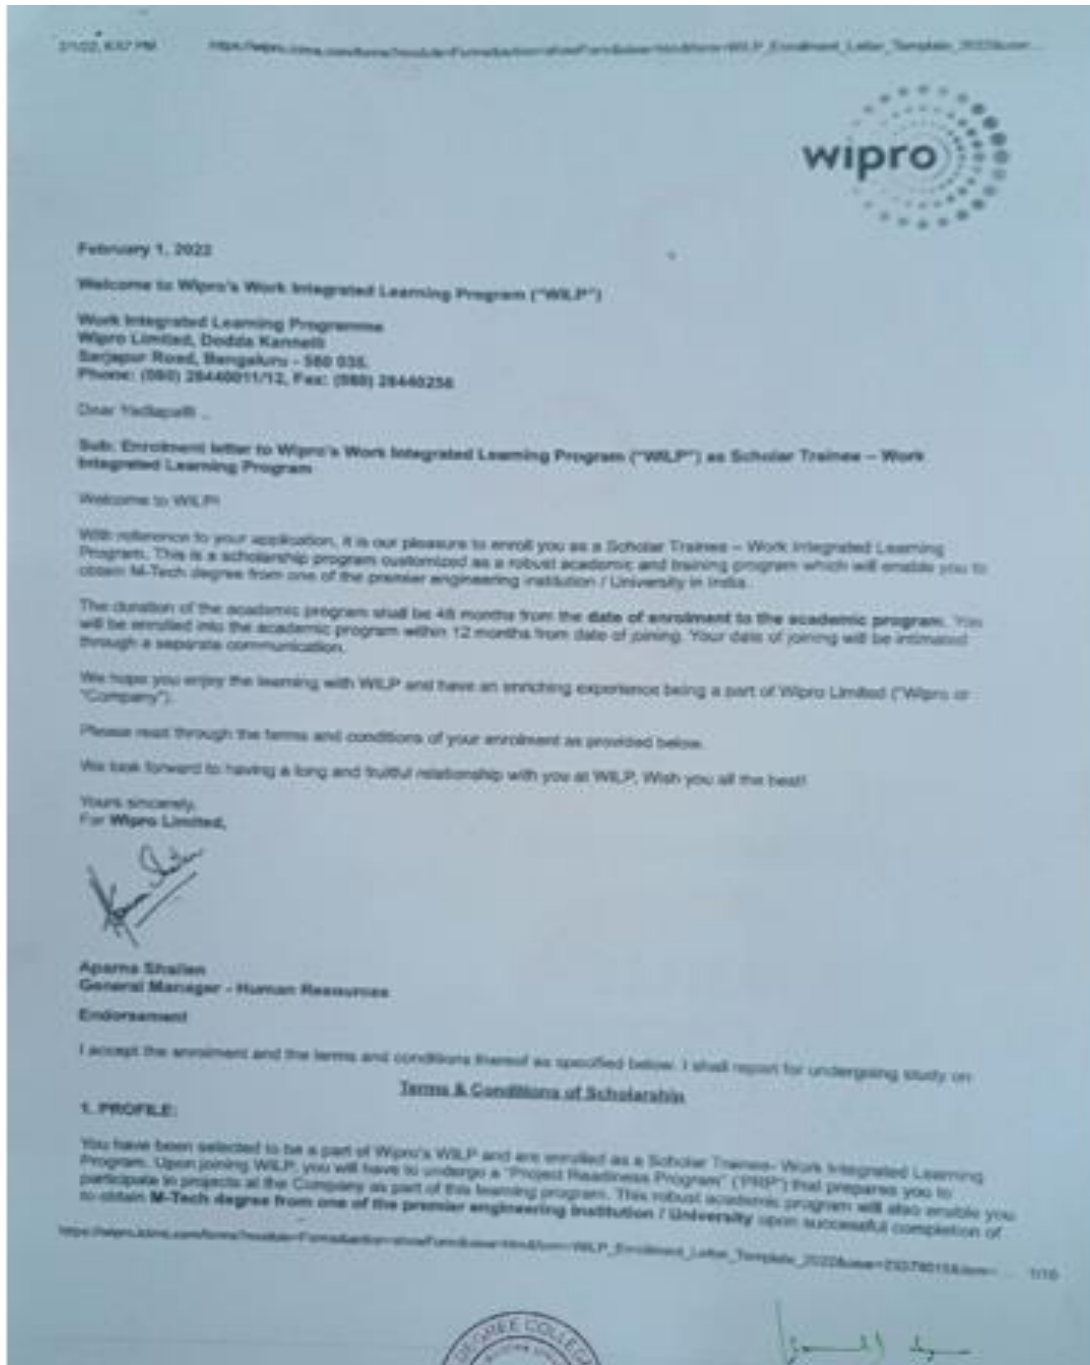 2/1/22, 6:57 PM
wipro
February 1, 2022
Welcome to Wipro's Work Integrated Learning Program ("WILP")
Work Integrated Learning Programme
Wipro Limited, Dodda Kannelli
Sarjapur Road, Bengaluru - 560 035.
Phone: (080) 28440011/12, Fax: (080) 28440256
Dear
Sub: Enrolment letter to Wipro's Work Integrated Learning Program ("WILP") as Scholar Trainee – Work
Integrated Learning Program
Welcome to WILP!
With reference to your application, it is our pleasure to enroll you as a Scholar Trainee – Work Integrated Learning
Program. This is a scholarship program customized as a robust academic and training program which will enable you to
obtain M-Tech degree from one of the premier engineering institution / University in India.
The duration of the academic program shall be 48 months from the date of enrolment to the academic program. You
will be enrolled into the academic program within 12 months from date of joining. Your date of joining will be intimated
through a separate communication.
We hope you enjoy the learning with WILP and have an enriching experience being a part of Wipro Limited ("Wipro or
"Company").
Please read through the terms and conditions of your enrolment as provided below.
We look forward to having a long and fruitful relationship with you at WILP, Wish you all the best!
Yours sincerely,
For Wipro Limited,
Aparna Shailen
General Manager - Human Resources
Endorsement
I accept the enrolment and the terms and conditions thereof as specified below. I shall report for undergoing study on
Terms & Conditions of Scholarship
1. PROFILE:
You have been selected to be a part of Wipro's WILP and are enrolled as a Scholar Trainee- Work Integrated Learning
Program. Upon joining WILP, you will have to undergo a "Project Readiness Program" ('PRP") that prepares you to
participate in projects at the Company as part of this learning program. This robust academic program will also enable you
to obtain M-Tech degree from one of the premier engineering institution / University upon successful completion of
1/16
DEGREE COLLEGE